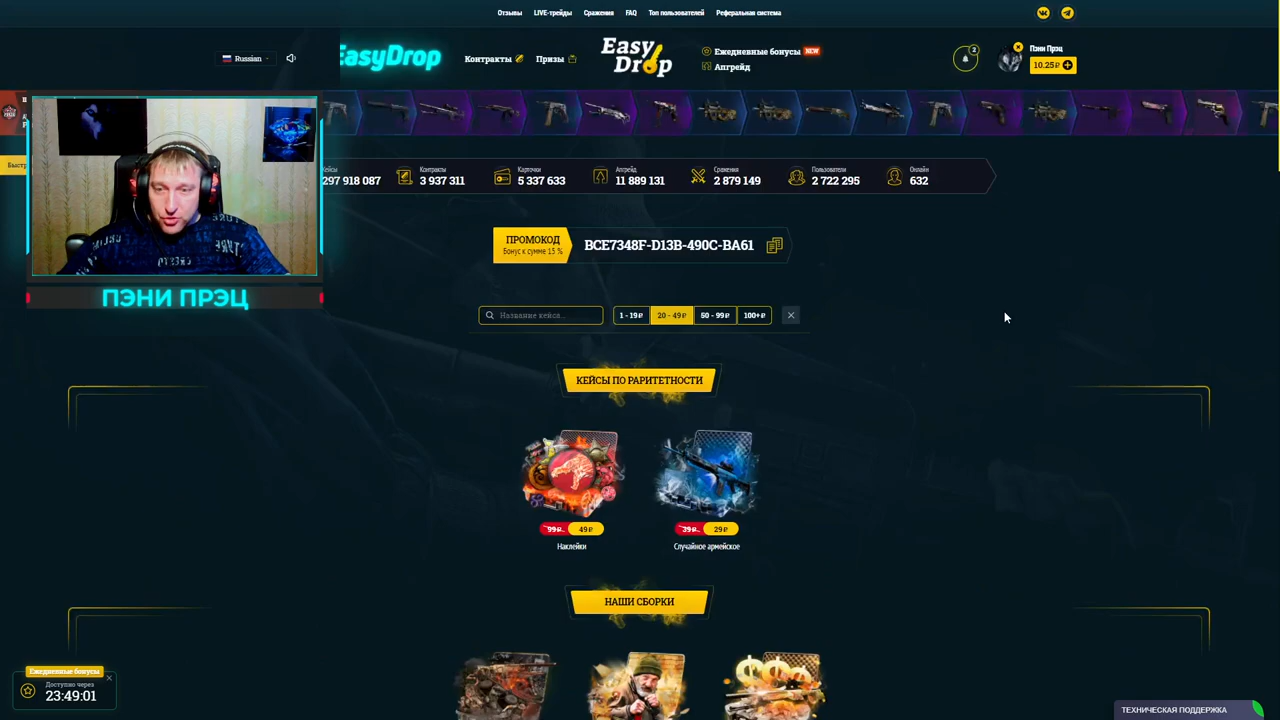 Отзывы LIVE-трейды Сражения FAQ Топ пользователей Реферальная система
Russian
EasyDrop
Контракты
Призы
Easy Drop
Ежедневные бонусы NEW
Апгрейд
2
Пэни Прэц
10.25₽
Быст
Кейсы
297 918 087
Контракты
3 937 311
Карточки
5 337 633
Апгрейд
11 889 131
Сражения
2 879 149
Пользователи
2 722 295
Онлайн
632
ПРОМОКОД
Бонус к сумме 15 %
BCE7348F-D13B-490C-BA61
ПЭНИ ПРЭЦ
Название кейса...
1 - 19₽ 20 - 49₽ 50 - 99₽ 100+₽
КЕЙСЫ ПО РАРИТЕТНОСТИ
99₽ 49₽
Наклейки
39₽ 29₽
Случайное армейское
НАШИ СБОРКИ
Ежедневные бонусы
Доступно через
23:49:01
ТЕХНИЧЕСКАЯ ПОДДЕРЖКА